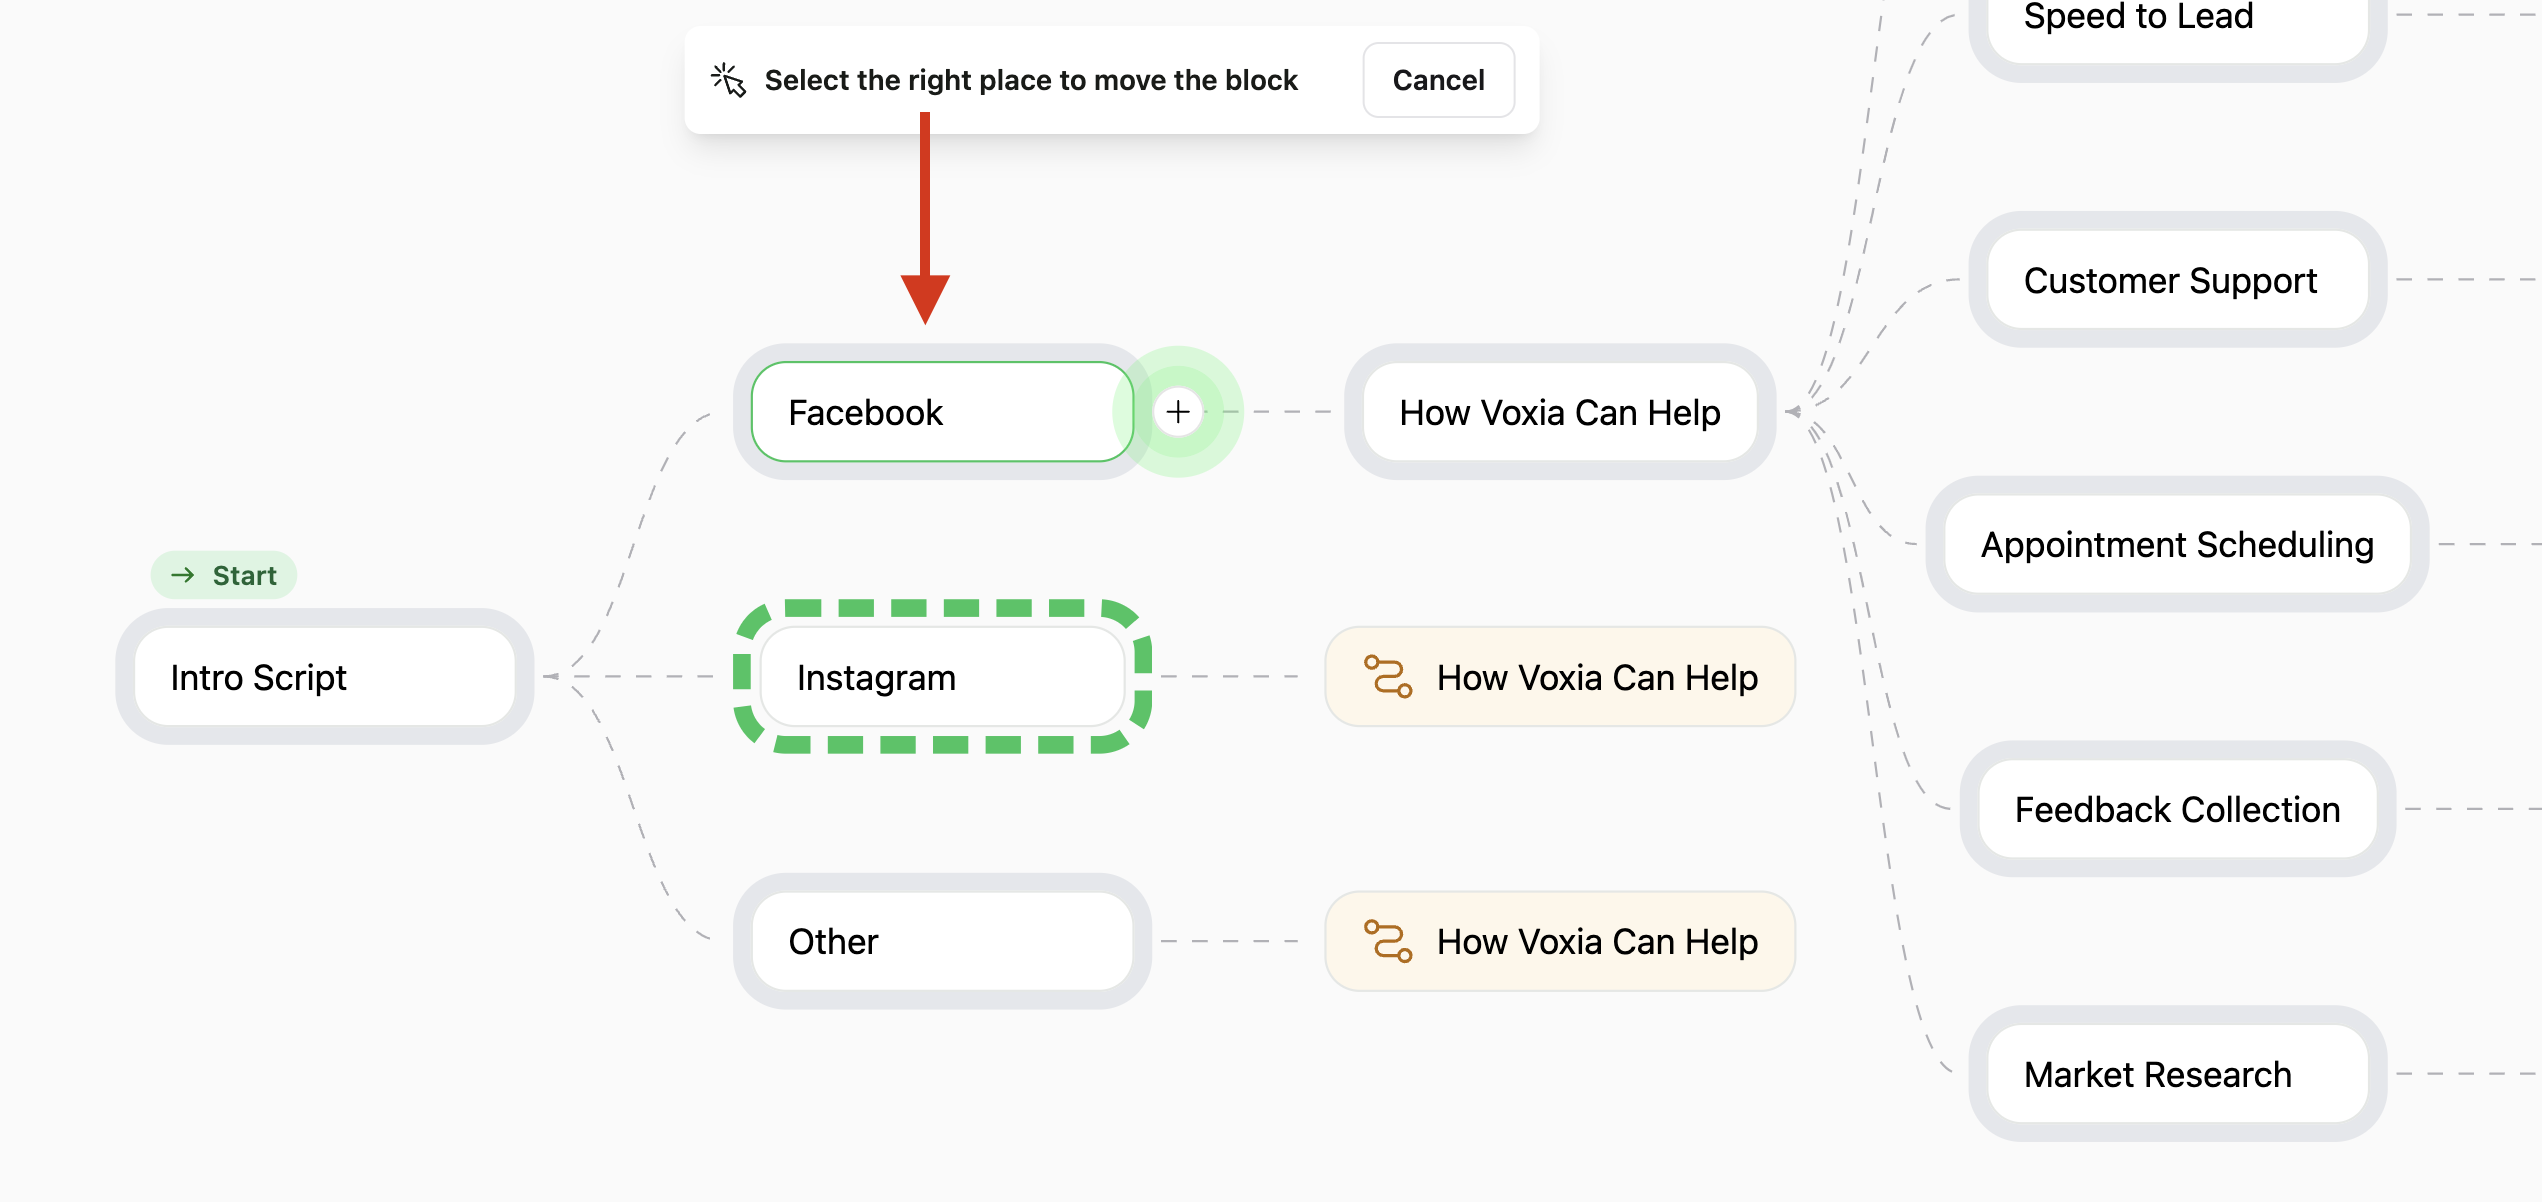 Select the right place to move the block
Cancel
Speed to Lead
Customer Support
Facebook
How Voxia Can Help
Appointment Scheduling
Start
Intro Script
Instagram
How Voxia Can Help
Feedback Collection
Other
How Voxia Can Help
Market Research